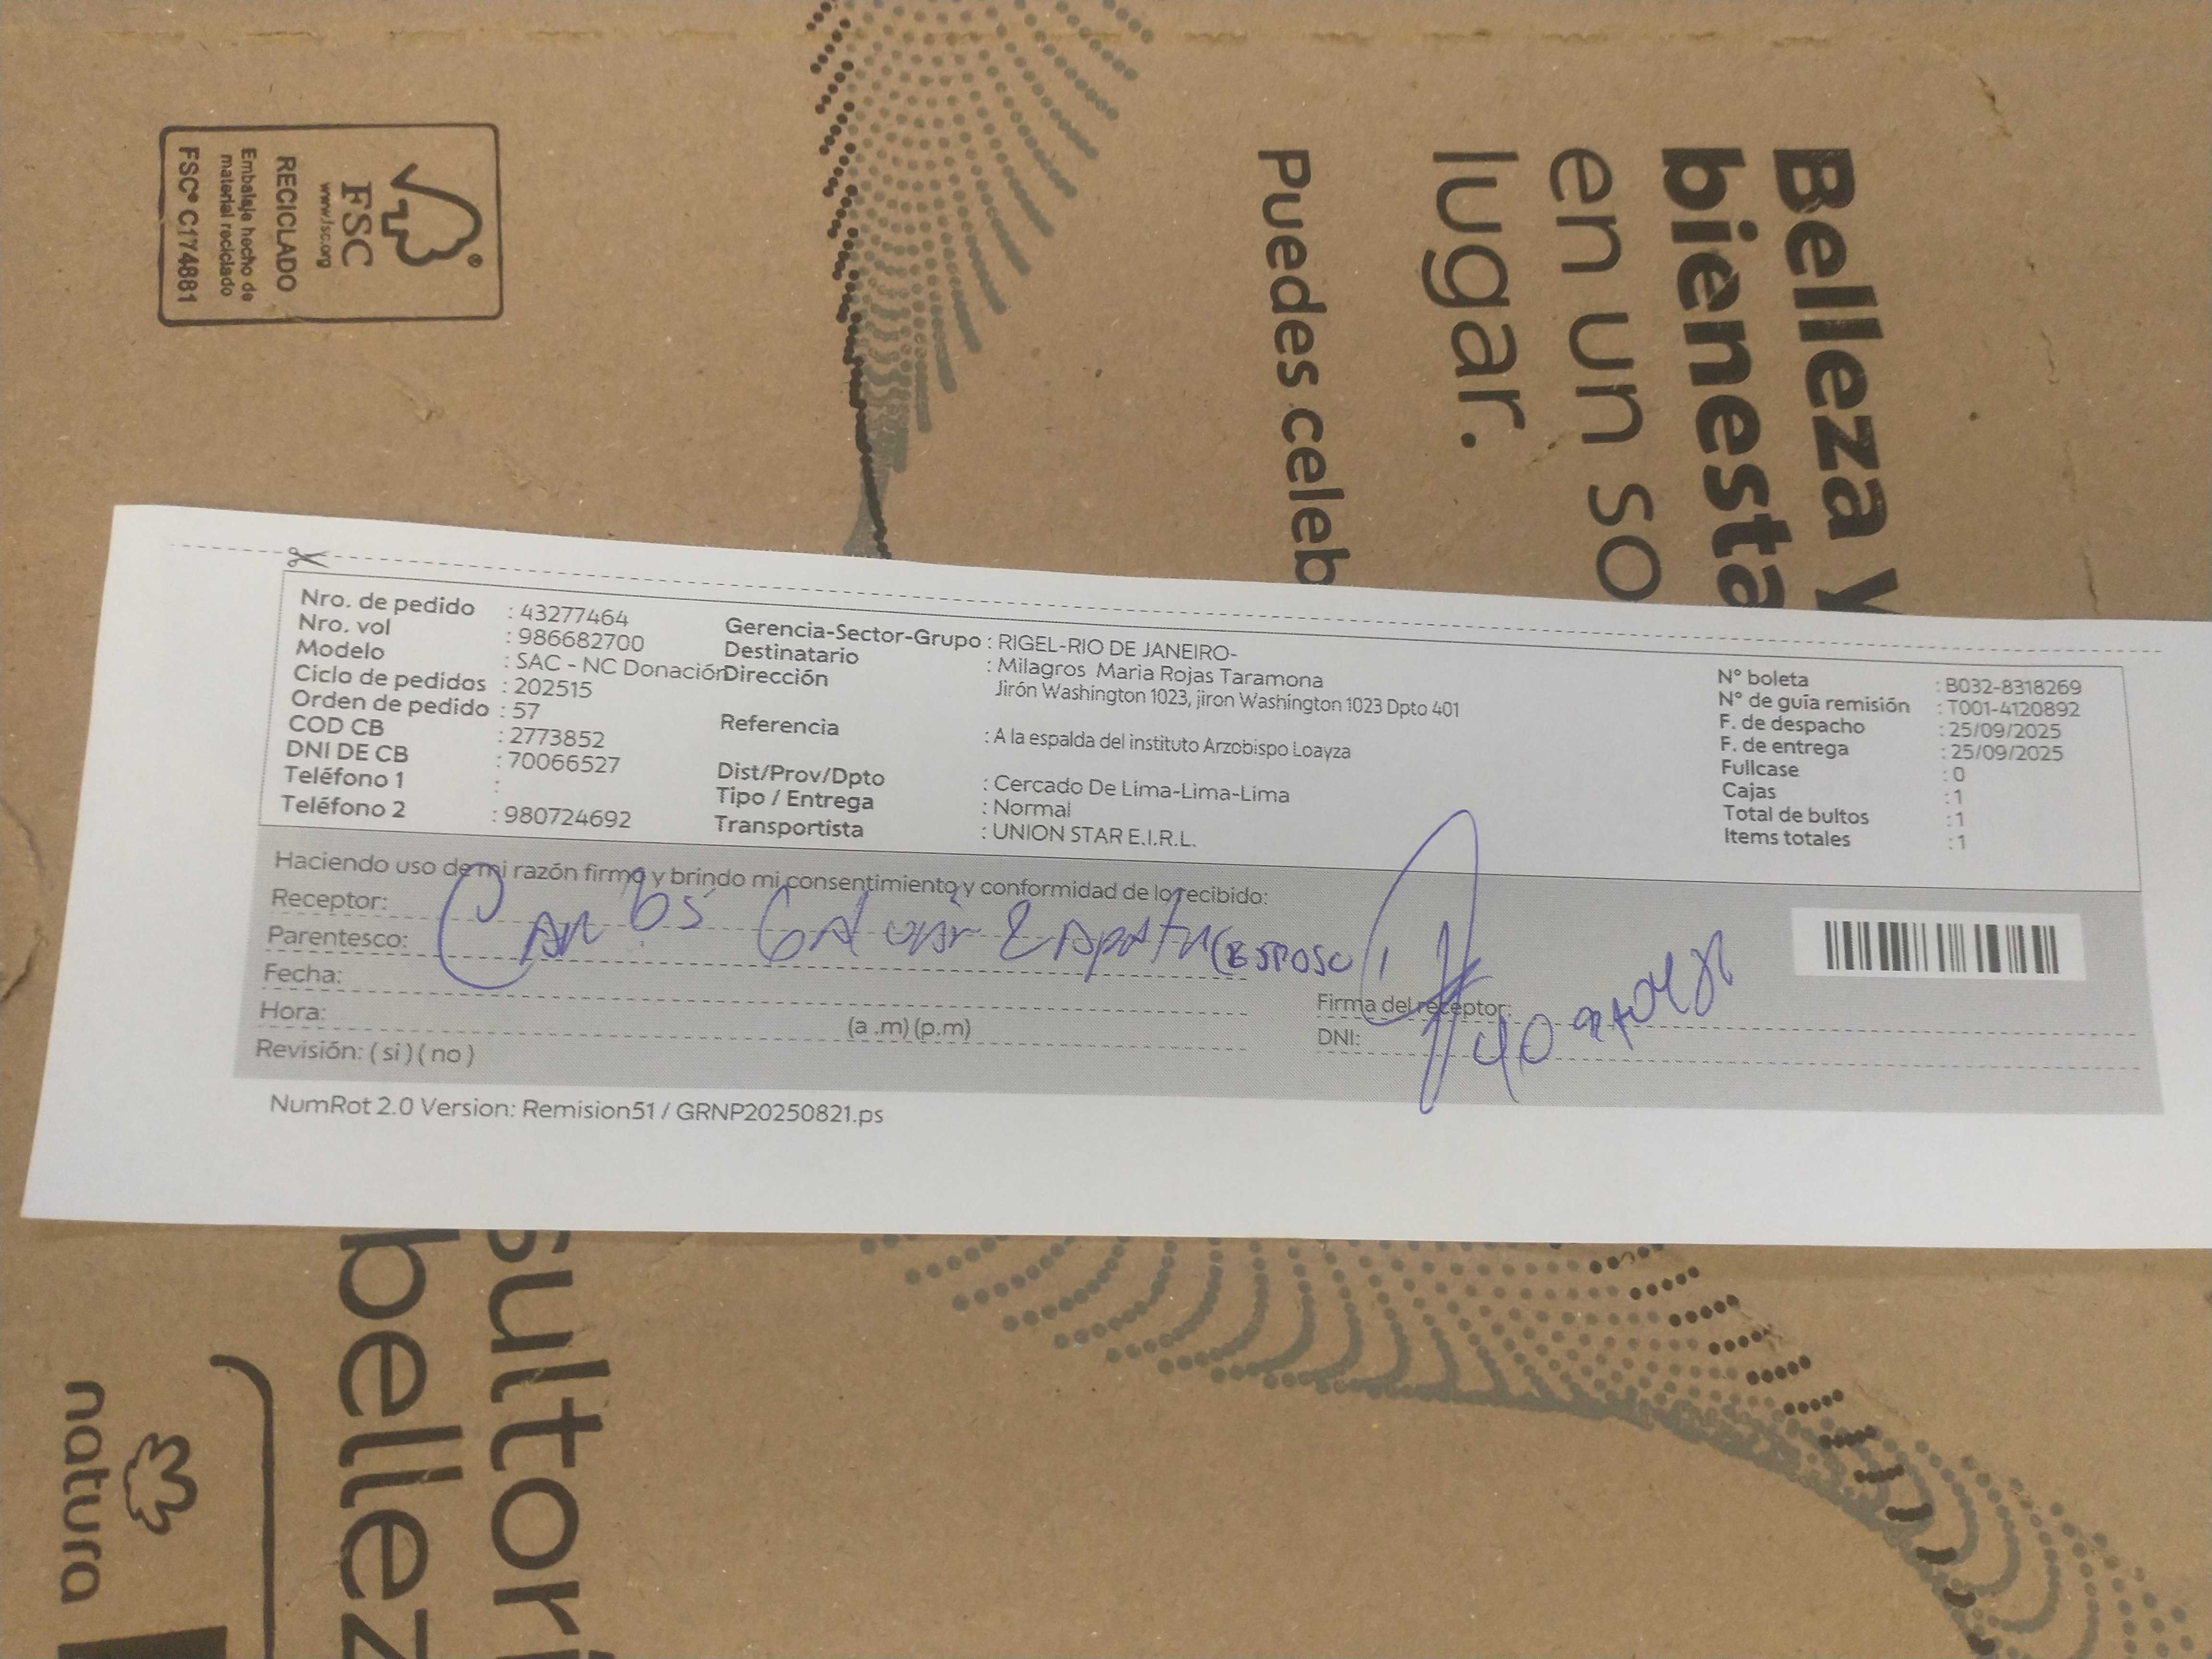 Belleza y
bienesta
en un so
lugar.
Puedes celeb
FSC®
www.fsc.org
RECICLADO
Embalaje hecho de
material reciclado
FSC® C174881
Nro. de pedido : 43277464
Nro. vol : 986682700
Modelo : SAC - NC Donación
Ciclo de pedidos : 202515
Orden de pedido : 57
COD CB : 2773852
DNI DE CB : 70066527
Teléfono 1 :
Teléfono 2 : 980724692
Gerencia-Sector-Grupo : RIGEL-RIO DE JANEIRO-
Destinatario : Milagros Maria Rojas Taramona
Dirección Jirón Washington 1023, jiron Washington 1023 Dpto 401
Referencia : A la espalda del instituto Arzobispo Loayza
Dist/Prov/Dpto : Cercado De Lima-Lima-Lima
Tipo / Entrega : Normal
Transportista : UNION STAR E.I.R.L.
N° boleta : B032-8318269
N° de guía remisión : T001-4120892
F. de despacho : 25/09/2025
F. de entrega : 25/09/2025
Fullcase : 0
Cajas : 1
Total de bultos : 1
Items totales : 1
Haciendo uso de mi razón firmo y brindo mi consentimiento y conformidad de lo recibido:
Receptor: Carlos Zapata (Esposo)
Parentesco:
Fecha:
Hora: (a .m) (p.m)
Revisión: ( si ) ( no )
Firma del receptor:
DNI:
NumRot 2.0 Version: Remision51 / GRNP20250821.ps
sultorí
bellez
natura